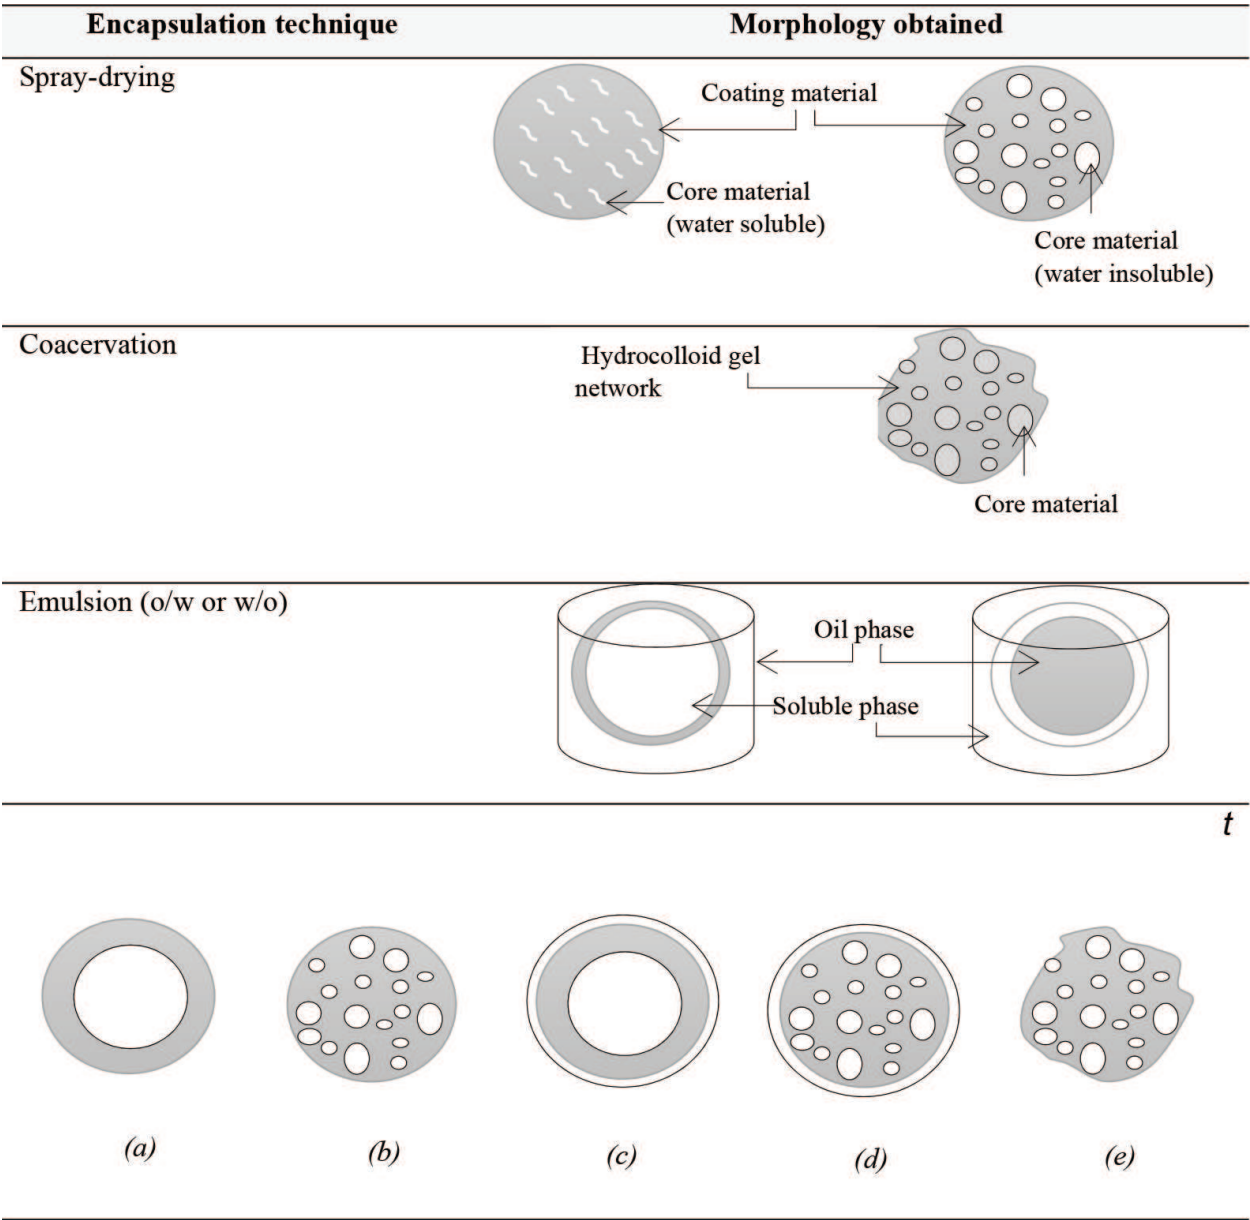 Encapsulation technique
Morphology obtained
Spray-drying
Coating material
Core material
(water soluble)
Core material
(water insoluble)
Coacervation
Hydrocolloid gel
network
Core material
Emulsion (o/w or w/o)
Oil phase
Soluble phase
t
(a)
(b)
(c)
(d)
(e)